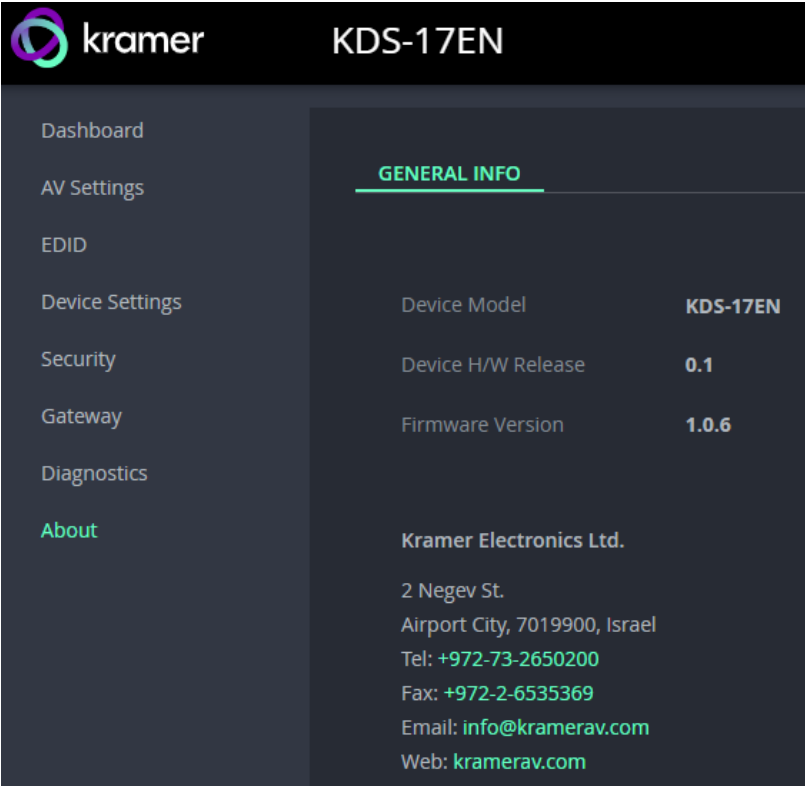 kramer
KDS-17EN
Dashboard
AV Settings
EDID
Device Settings
Security
Gateway
Diagnostics
About
GENERAL INFO
Device Model KDS-17EN
Device H/W Release 0.1
Firmware Version 1.0.6
Kramer Electronics Ltd.
2 Negev St.
Airport City, 7019900, Israel
Tel: +972-73-2650200
Fax: +972-2-6535369
Email: info@kramerav.com
Web: kramerav.com